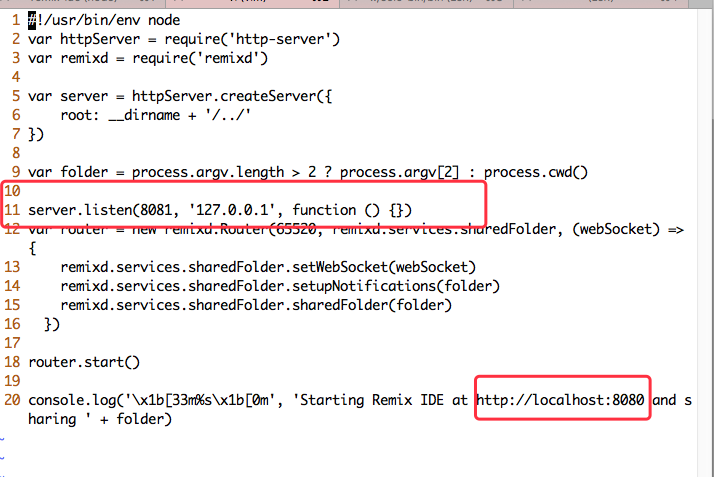 1 #!/usr/bin/env node
2 var httpServer = require('http-server')
3 var remixd = require('remixd')
4
5 var server = httpServer.createServer({
6 root: __dirname + '/../'
7 })
8
9 var folder = process.argv.length > 2 ? process.argv[2] : process.cwd()
10
11 server.listen(8081, '127.0.0.1', function () {})
12 var router = new remixd.Router(65520, remixd.services.sharedFolder, (webSocket) =>
{
13 remixd.services.sharedFolder.setWebSocket(webSocket)
14 remixd.services.sharedFolder.setupNotifications(folder)
15 remixd.services.sharedFolder.sharedFolder(folder)
16 })
17
18 router.start()
19
20 console.log('\x1b[33m%s\x1b[0m', 'Starting Remix IDE at http://localhost:8080 and s
haring ' + folder)
~
~
~